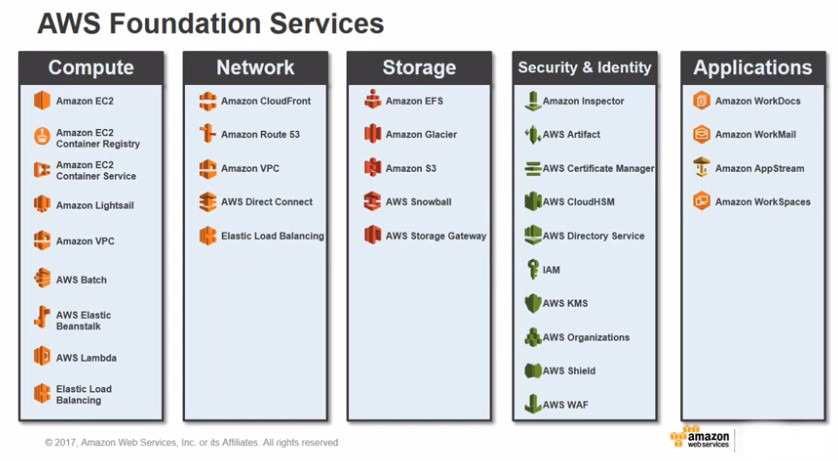 AWS Foundation Services
Compute
Amazon EC2
Amazon EC2
Container Registry
Amazon EC2
Container Service
Amazon Lightsail
Amazon VPC
AWS Batch
AWS Elastic
Beanstalk
AWS Lambda
Elastic Load
Balancing
Network
Amazon CloudFront
Amazon Route 53
Amazon VPC
AWS Direct Connect
Elastic Load Balancing
Storage
Amazon EFS
Amazon Glacier
Amazon S3
AWS Snowball
AWS Storage Gateway
Security & Identity
Amazon Inspector
AWS Artifact
AWS Certificate Manager
AWS CloudHSM
AWS Directory Service
IAM
AWS KMS
AWS Organizations
AWS Shield
AWS WAF
Applications
Amazon WorkDocs
Amazon WorkMail
Amazon AppStream
Amazon WorkSpaces
© 2017, Amazon Web Services, Inc. or its Affiliates. All rights reserved.
amazon
webservices